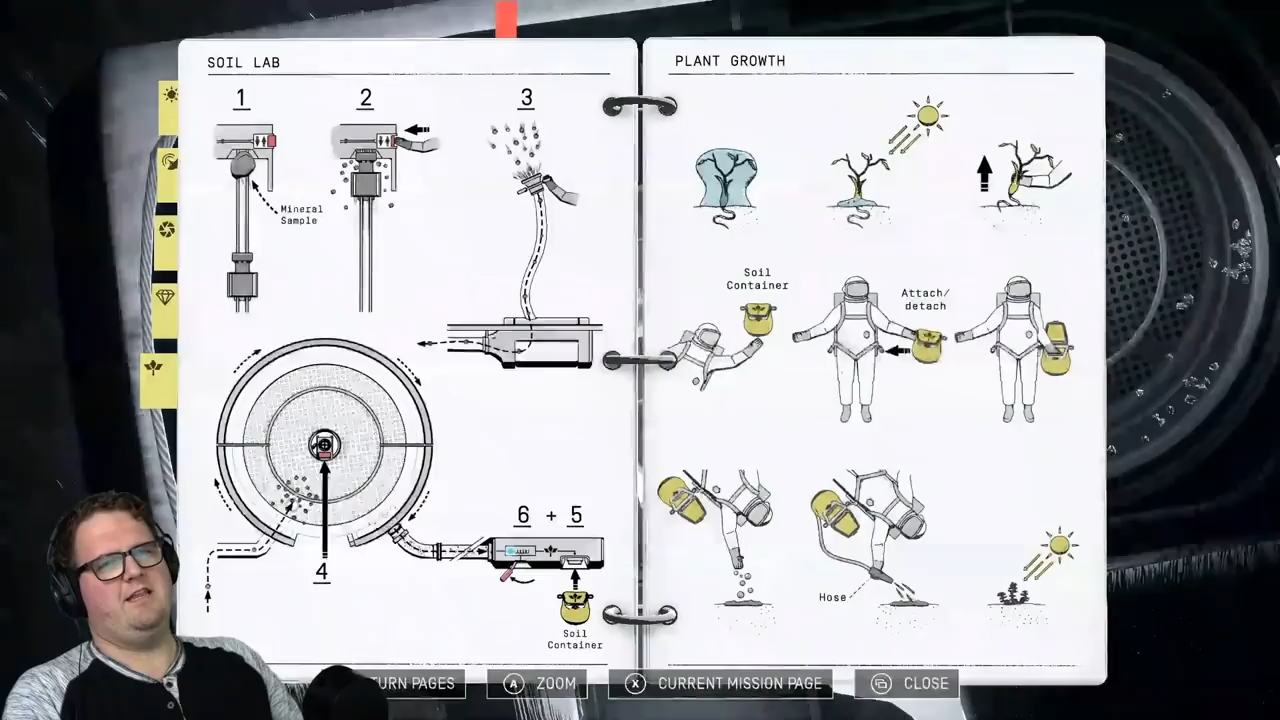 SOIL LAB
1
2
3
Mineral
Sample
4
6 + 5
Soil
Container
PLANT GROWTH
Soil
Container
Attach/
detach
Hose
TURN PAGES
A ZOOM
X CURRENT MISSION PAGE
CLOSE